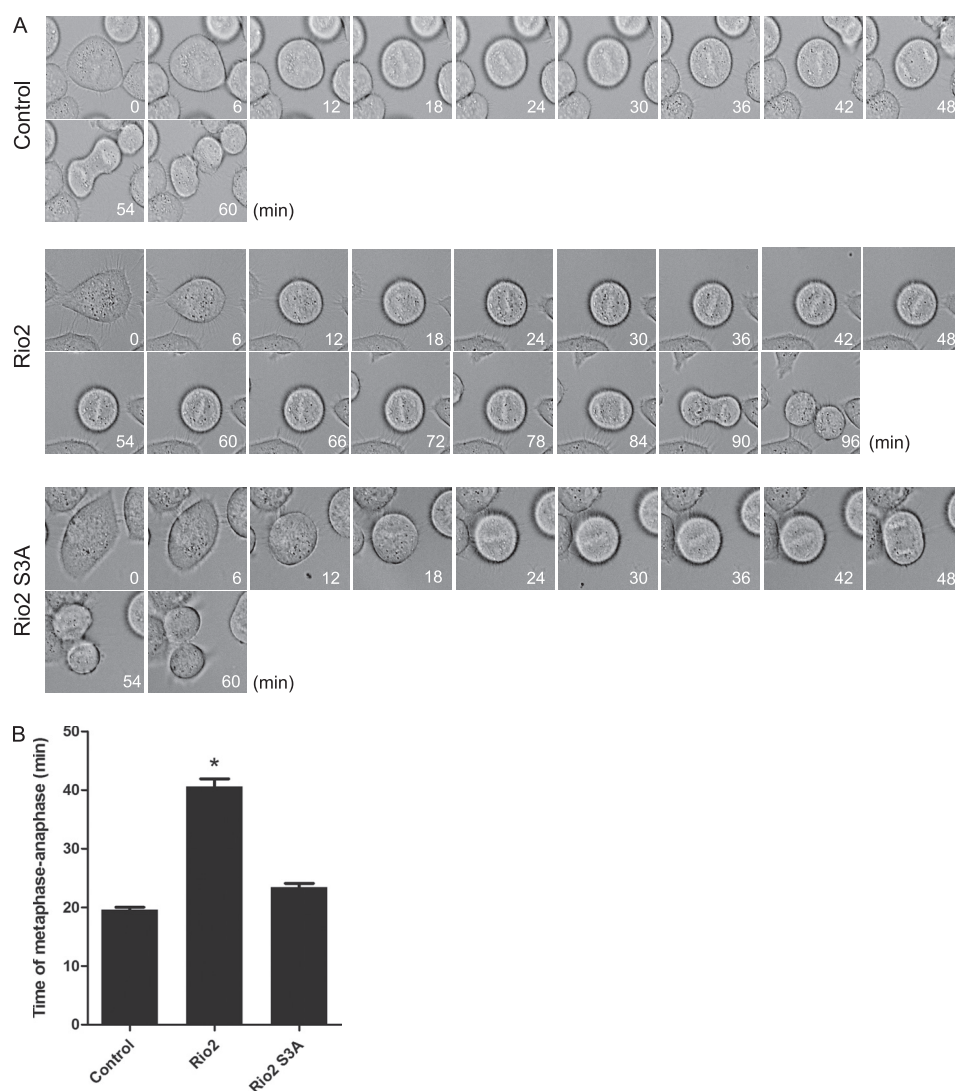 A
Control
0 6 12 18 24 30 36 42 48
54 60 (min)
Rio2
0 6 12 18 24 30 36 42 48
54 60 66 72 78 84 90 96 (min)
Rio2 S3A
0 6 12 18 24 30 36 42 48
54 60 (min)
B
Time of metaphase-anaphase (min)
50
40
30
20
10
0
*
Control Rio2 Rio2 S3A